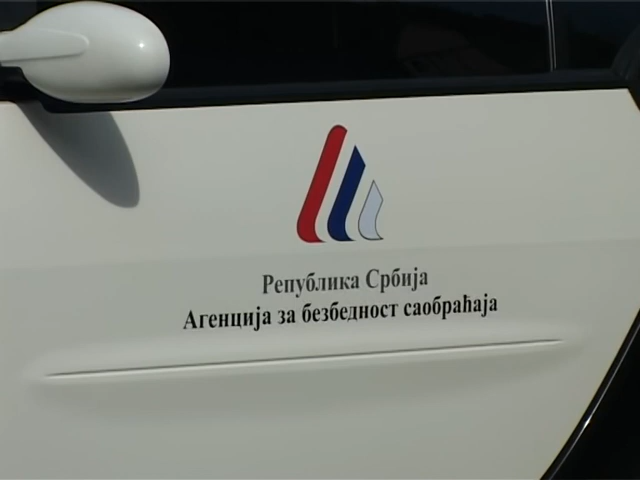 Република Србија
Агенција за безбедност саобраћаја